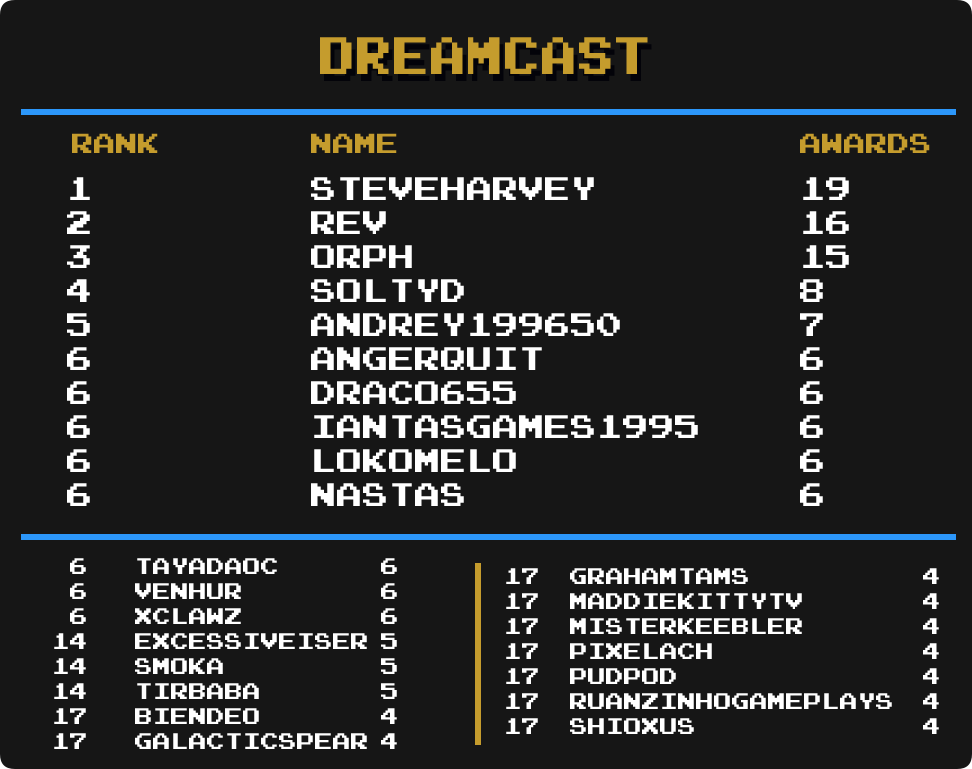 DREAMCAST
RANK NAME AWARDS
1 STEVEHARVEY 19
2 REV 16
3 ORPH 15
4 SOLTYD 8
5 ANDREY199650 7
6 ANGERQUIT 6
6 DRACO655 6
6 IANTASGAMES1995 6
6 LOKOMELO 6
6 NASTAS 6
6 TAYADAOC 6
6 VENHUR 6
6 XCLAWZ 6
14 EXCESSIVEISER 5
14 SMOKA 5
14 TIRBABA 5
17 BIENDEO 4
17 GALACTICSPEAR 4
17 GRAHAMTAMS 4
17 MADDIEKITTYTV 4
17 MISTERKEEBLER 4
17 PIXELACH 4
17 PUDPOD 4
17 RUANZINHOGAMEPLAYS 4
17 SHIOXUS 4